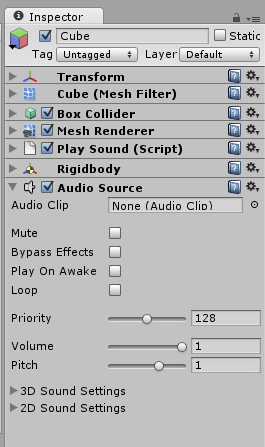 Inspector
Cube Static
Tag Untagged Layer Default
Transform
Cube (Mesh Filter)
Box Collider
Mesh Renderer
Play Sound (Script)
Rigidbody
Audio Source
Audio Clip None (Audio Clip)
Mute
Bypass Effects
Play On Awake
Loop
Priority 128
Volume 1
Pitch 1
3D Sound Settings
2D Sound Settings